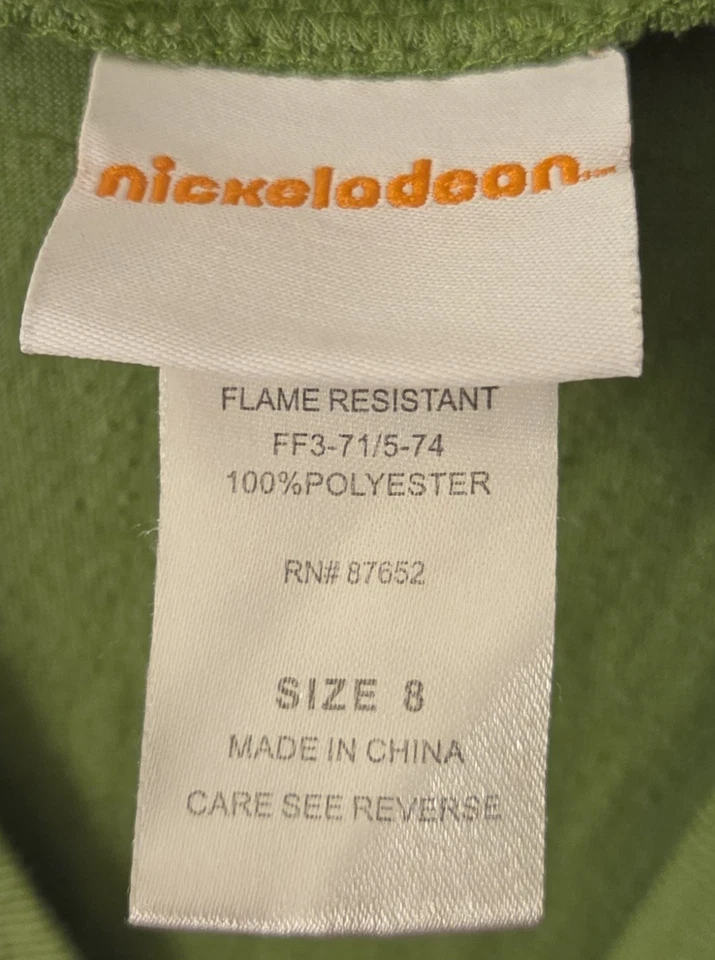 nickelodeon
FLAME RESISTANT
FF3-71/5-74
100%POLYESTER
RN# 87652
SIZE 8
MADE IN CHINA
CARE SEE REVERSE